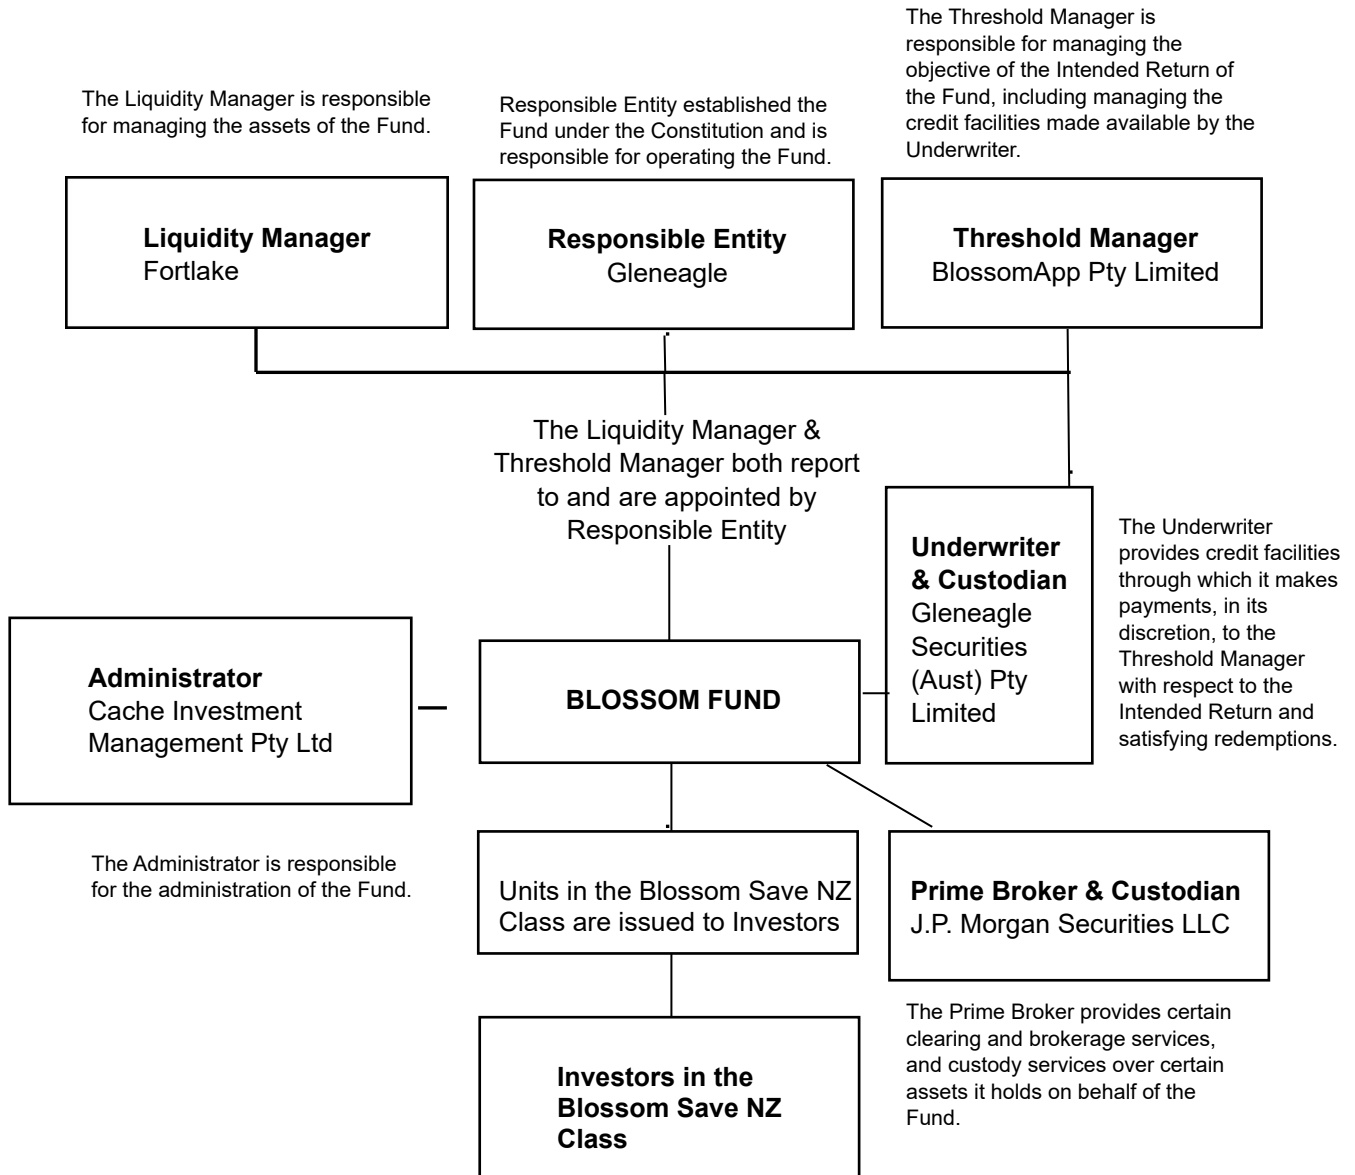 The Liquidity Manager is responsible
for managing the assets of the Fund.
Responsible Entity established the
Fund under the Constitution and is
responsible for operating the Fund.
The Threshold Manager is
responsible for managing the
objective of the Intended Return of
the Fund, including managing the
credit facilities made available by the
Underwriter.
Liquidity Manager
Fortlake
Responsible Entity
Gleneagle
Threshold Manager
BlossomApp Pty Limited
The Liquidity Manager &
Threshold Manager both report
to and are appointed by
Responsible Entity
Underwriter
& Custodian
Gleneagle
Securities
(Aust) Pty
Limited
The Underwriter
provides credit facilities
through which it makes
payments, in its
discretion, to the
Threshold Manager
with respect to the
Intended Return and
satisfying redemptions.
Administrator
Cache Investment
Management Pty Ltd
BLOSSOM FUND
The Administrator is responsible
for the administration of the Fund.
Units in the Blossom Save NZ
Class are issued to Investors
Prime Broker & Custodian
J.P. Morgan Securities LLC
The Prime Broker provides certain
clearing and brokerage services,
and custody services over certain
assets it holds on behalf of the
Fund.
Investors in the
Blossom Save NZ
Class